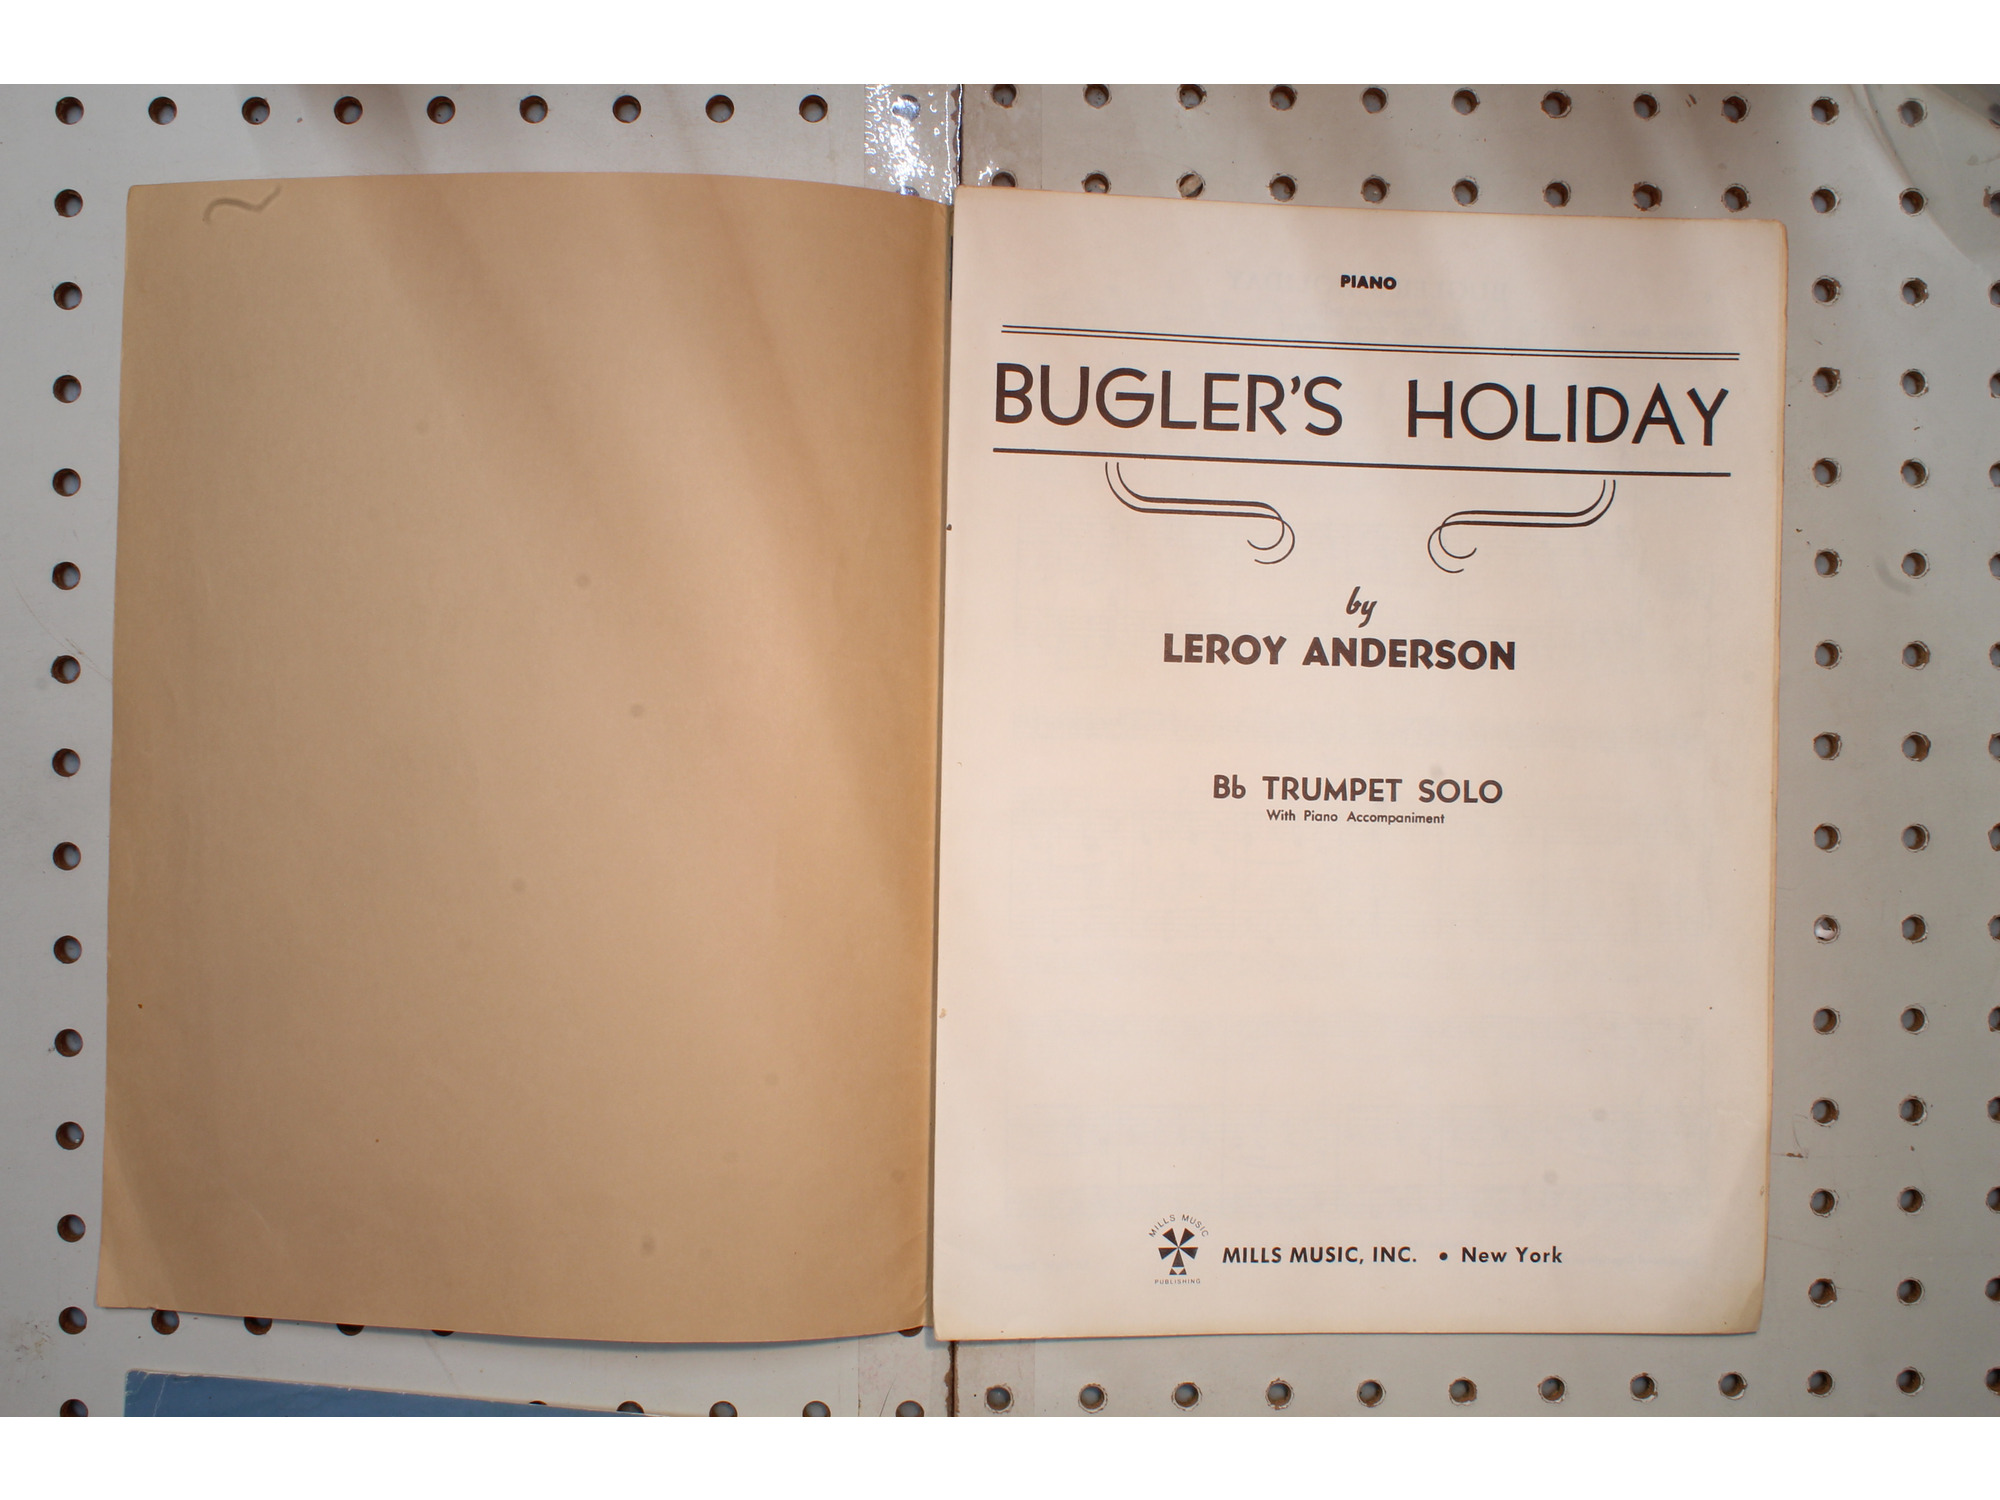 PIANO
BUGLER'S HOLIDAY
by
LEROY ANDERSON
Bb TRUMPET SOLO
With Piano Accompaniment
MILLS MUSIC
PUBLISHING
MILLS MUSIC, INC. • New York